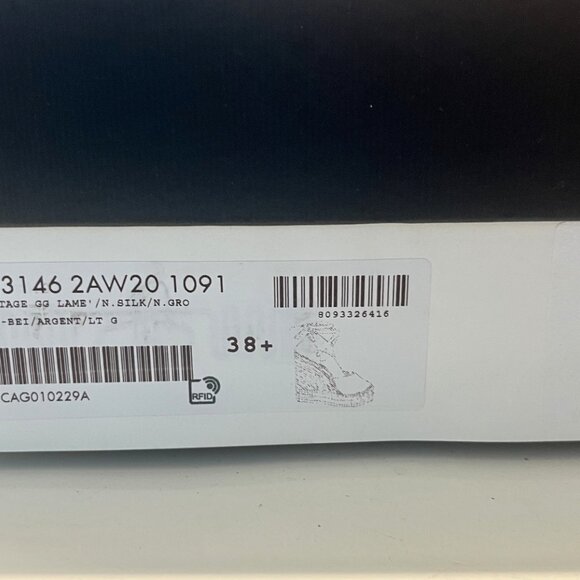 3146 2AW20 1091
TAGE GG LAME'/N.SILK/N.GRO
-BEI/ARGENT/LT G
8093326416
38+
RFID
CAG010229A